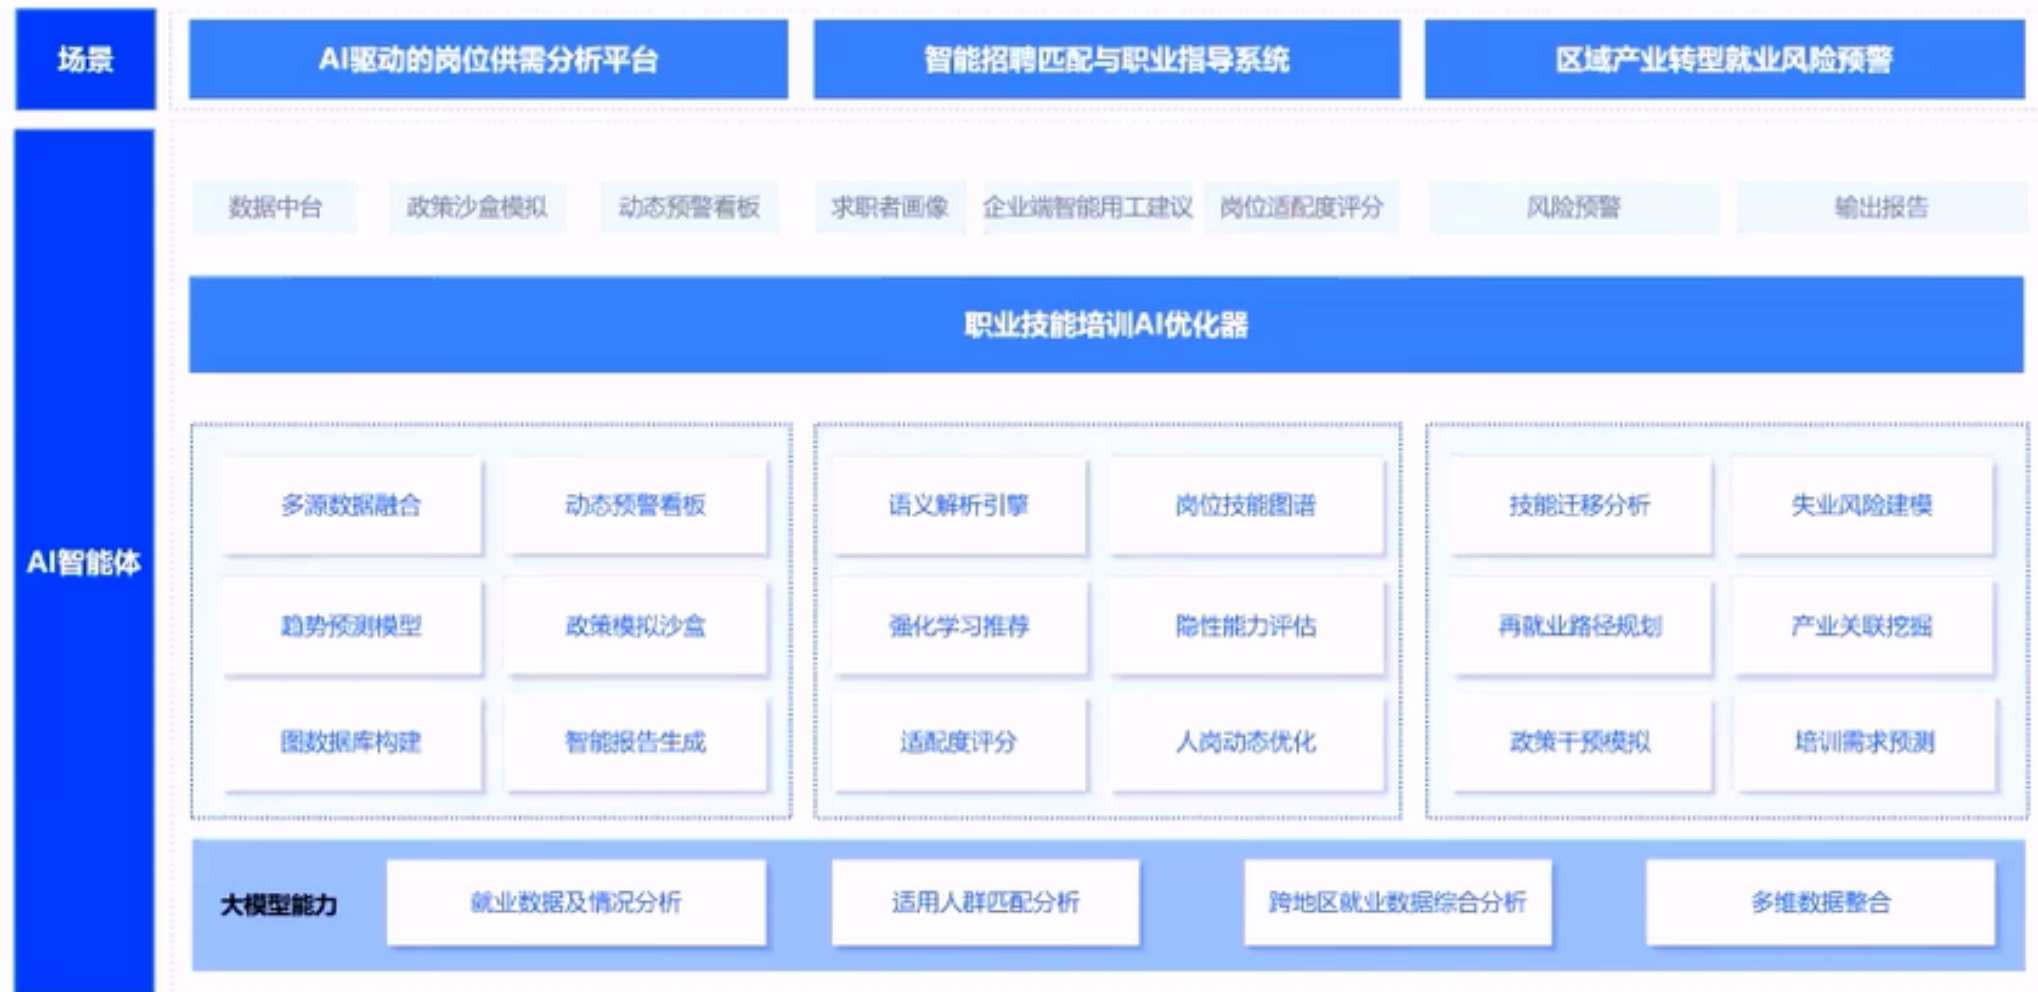 场景
AI驱动的岗位供需分析平台
智能招聘匹配与职业指导系统
区域产业转型就业风险预警
AI智能体
数据中台
政策沙盒模拟
动态预警看板
求职者画像
企业端智能用工建议
岗位适配度评分
风险预警
输出报告
职业技能培训AI优化器
多源数据融合
动态预警看板
趋势预测模型
政策模拟沙盒
图数据库构建
智能报告生成
语义解析引擎
岗位技能图谱
强化学习推荐
隐性能力评估
适配度评分
人岗动态优化
技能迁移分析
失业风险建模
再就业路径规划
产业关联挖掘
政策干预模拟
培训需求预测
大模型能力
就业数据及情况分析
适用人群匹配分析
跨地区就业数据综合分析
多维数据整合